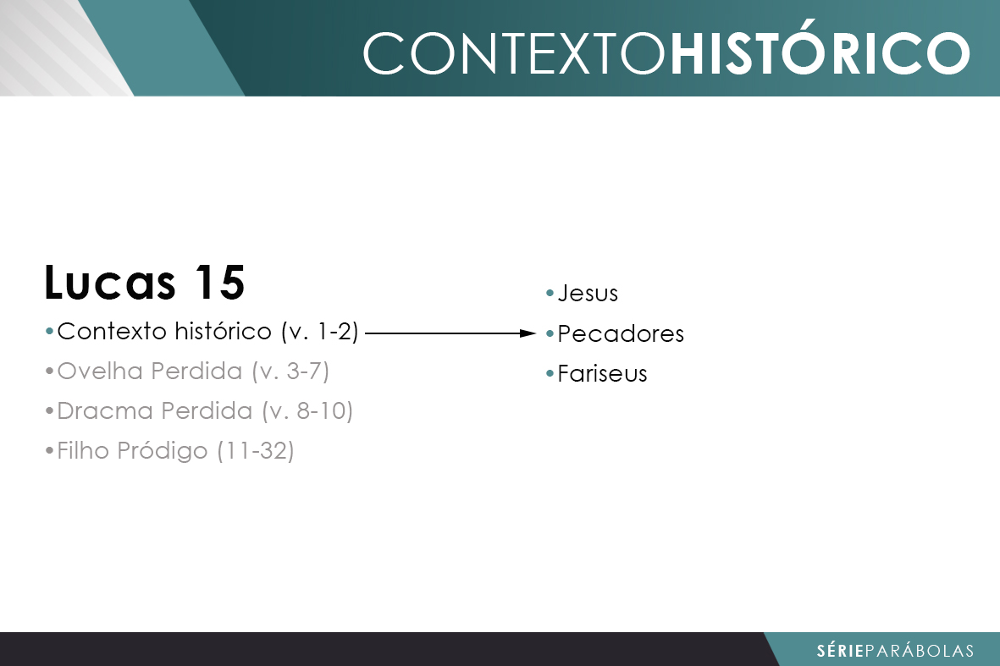 CONTEXTOHISTÓRICO
Lucas 15
•Contexto histórico (v. 1-2)
•Ovelha Perdida (v. 3-7)
•Dracma Perdida (v. 8-10)
•Filho Pródigo (11-32)
•Jesus
•Pecadores
•Fariseus
SÉRIEPARÁBOLAS